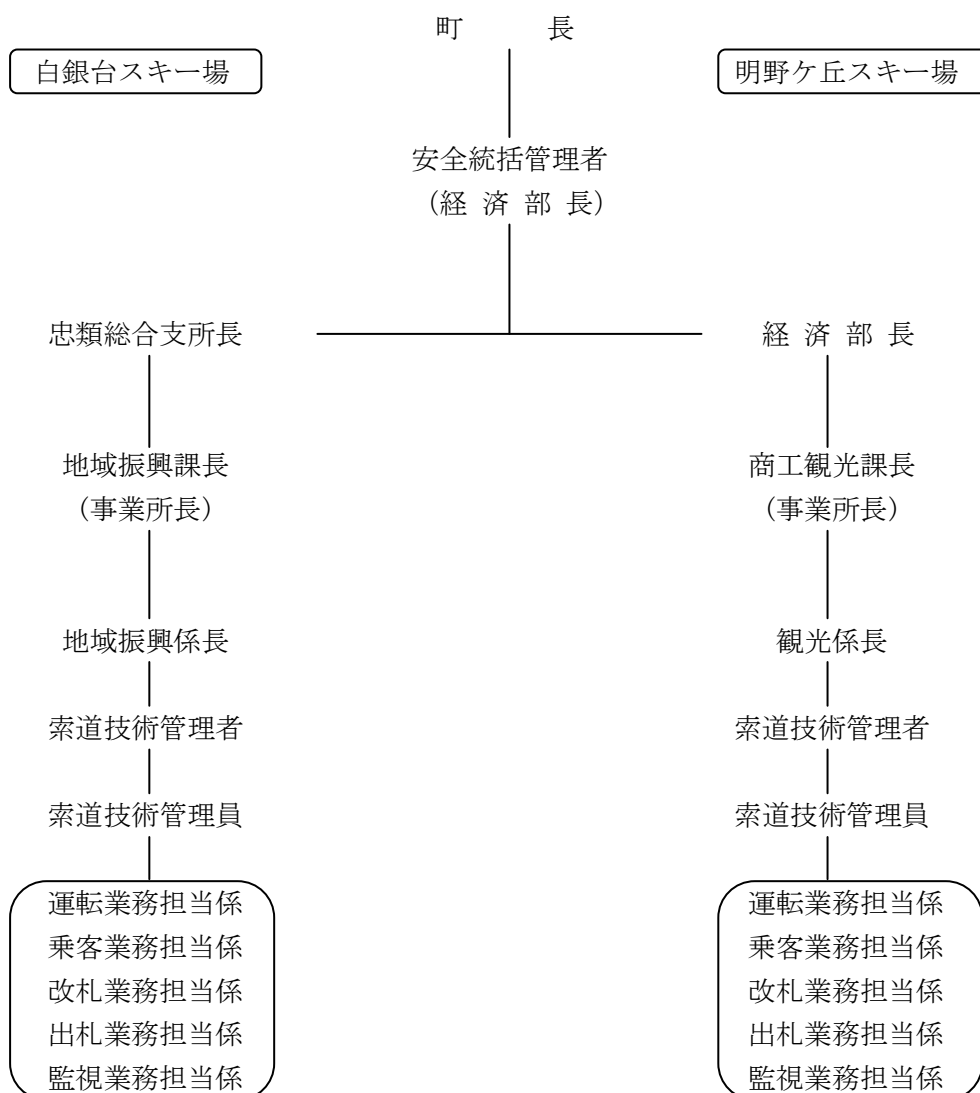 町　　長
白銀台スキー場
明野ケ丘スキー場
安全統括管理者
（経 済 部 長）
忠類総合支所長
経 済 部 長
地域振興課長
（事業所長）
商工観光課長
（事業所長）
地域振興係長
観光係長
索道技術管理者
索道技術管理者
索道技術管理員
索道技術管理員
運転業務担当係
乗客業務担当係
改札業務担当係
出札業務担当係
監視業務担当係
運転業務担当係
乗客業務担当係
改札業務担当係
出札業務担当係
監視業務担当係